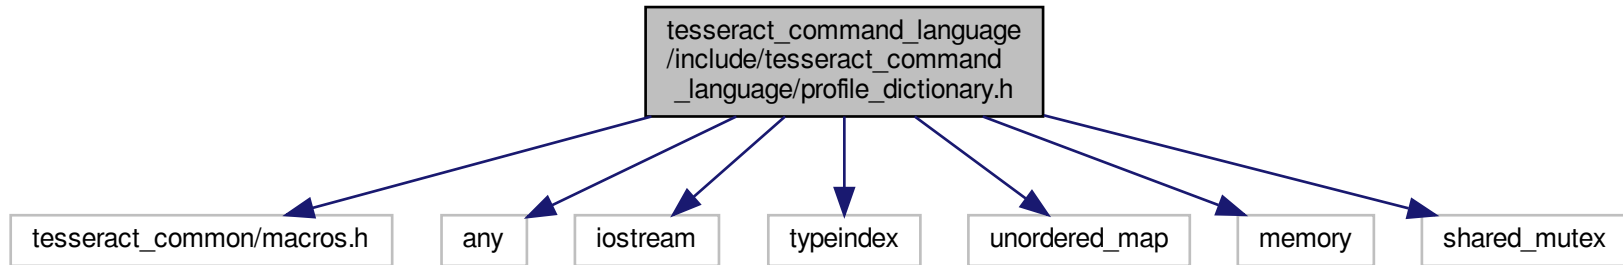 tesseract_command_language
/include/tesseract_command
_language/profile_dictionary.h
tesseract_common/macros.h
any
iostream
typeindex
unordered_map
memory
shared_mutex